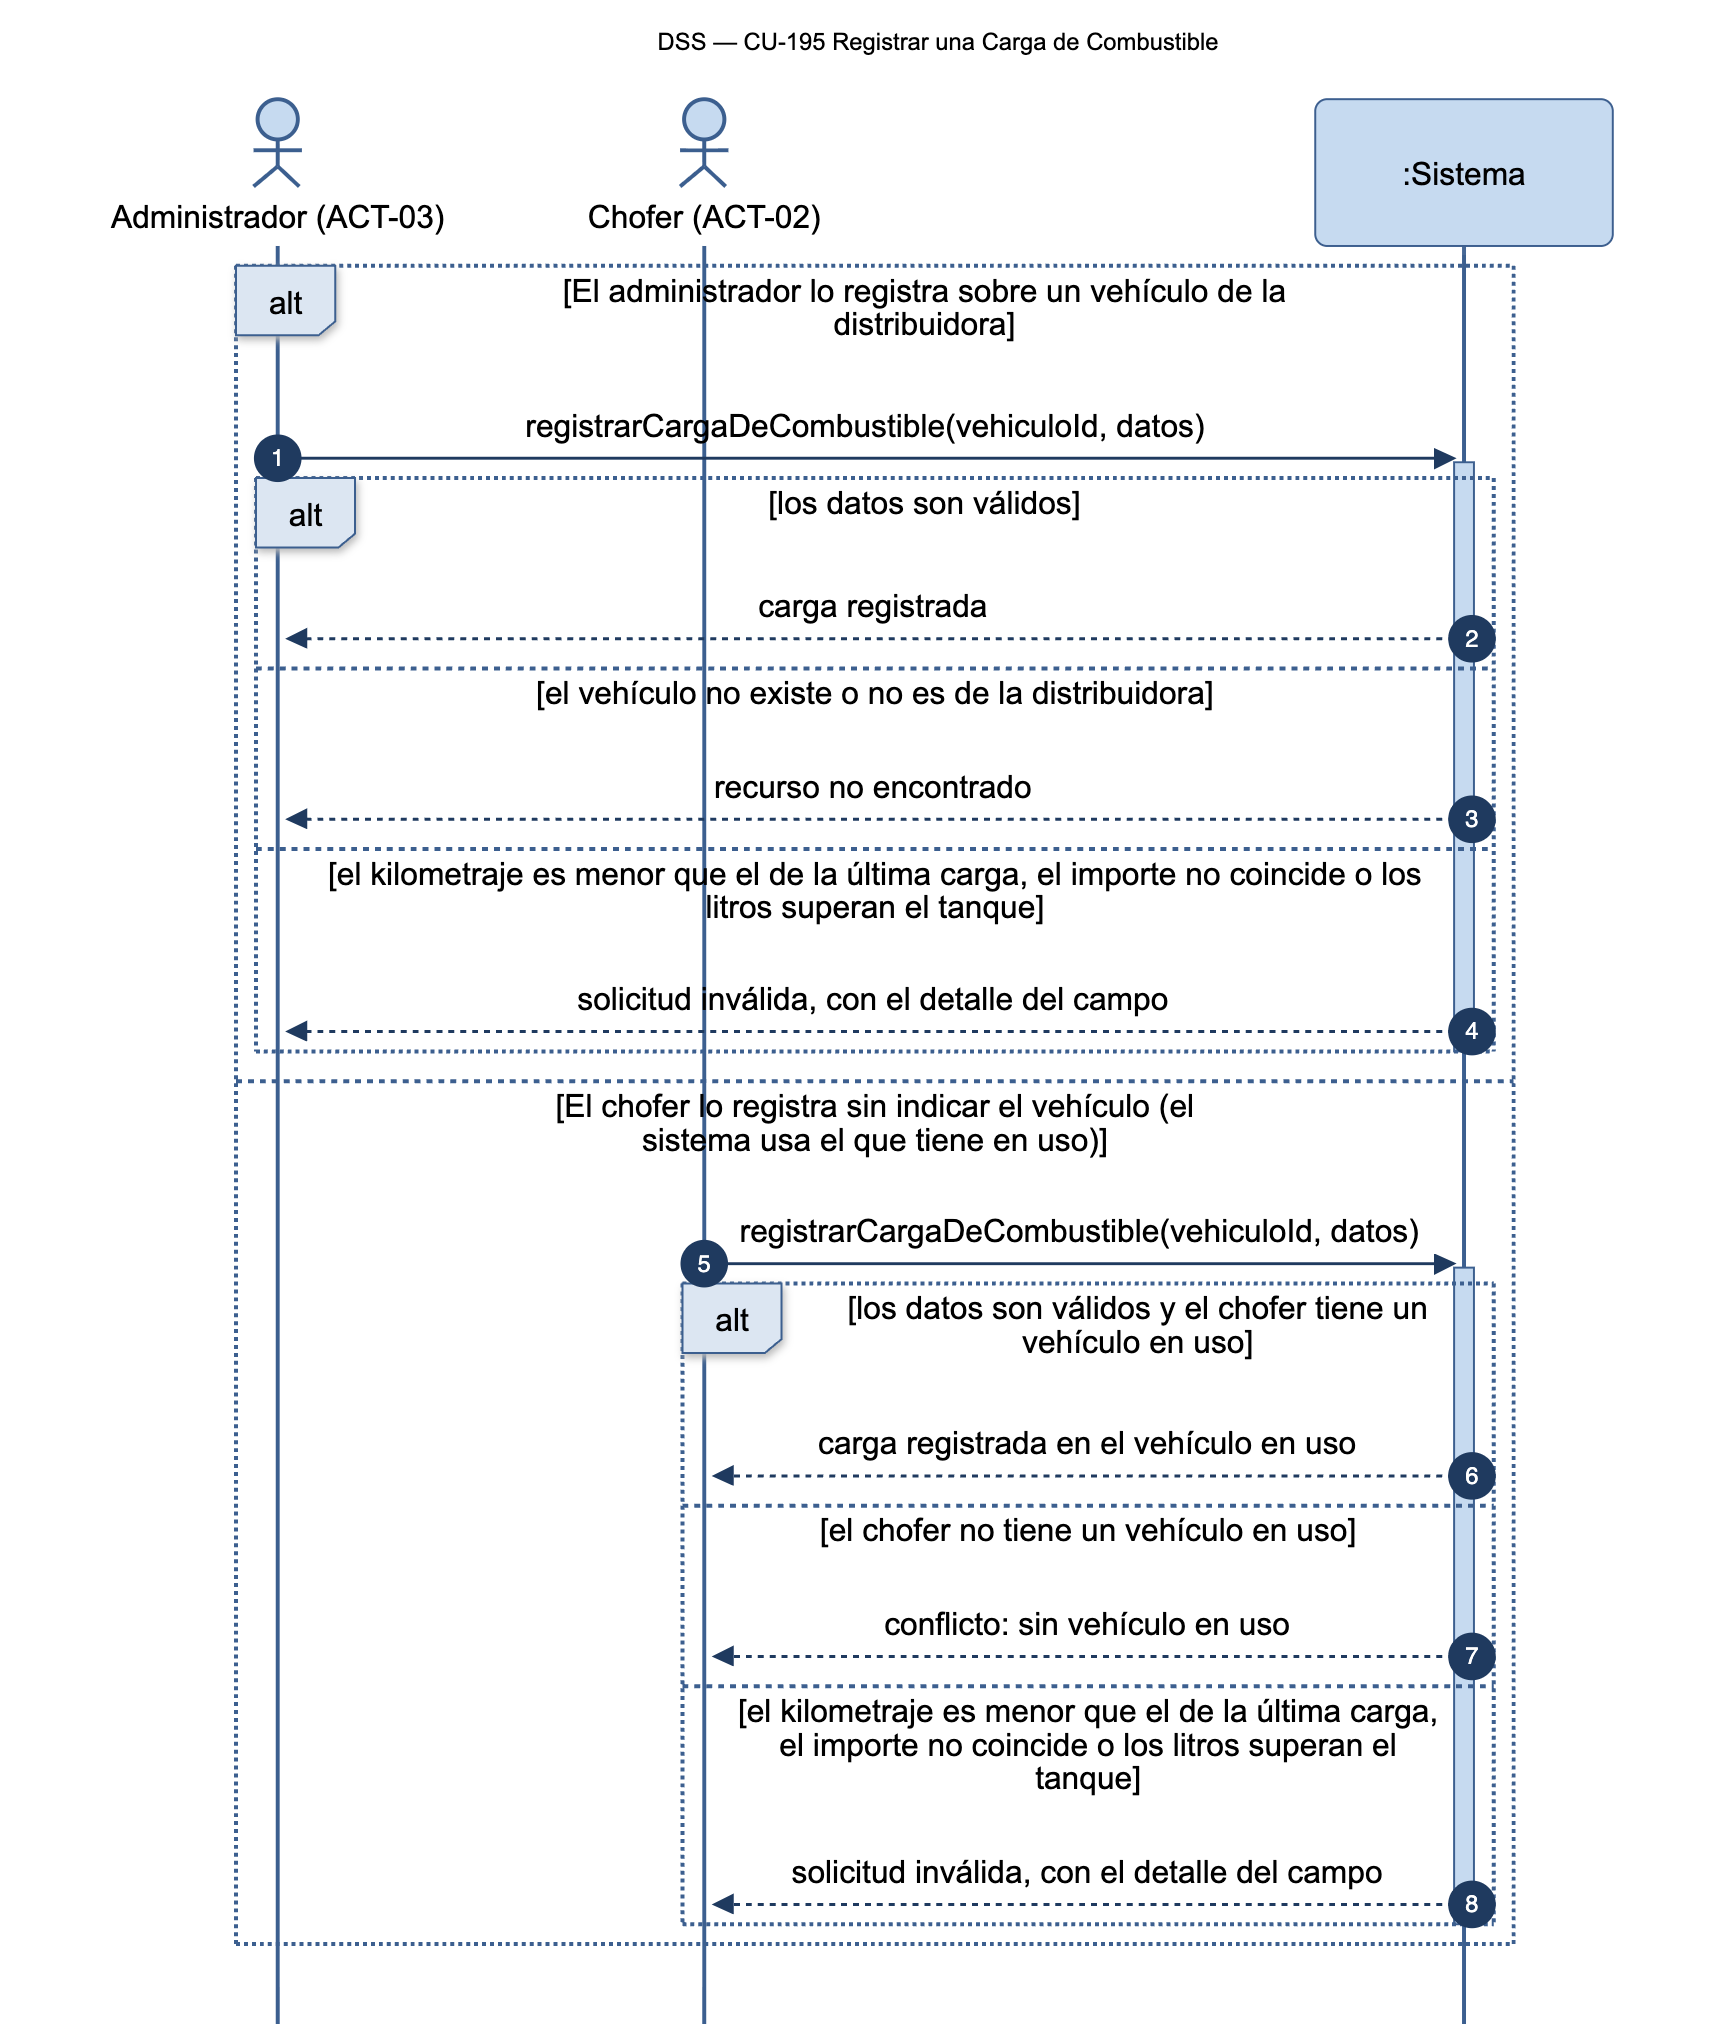 DSS — CU-195 Registrar una Carga de Combustible
Administrador (ACT-03)
Chofer (ACT-02)
:Sistema
alt
[El administrador lo registra sobre un vehículo de la
distribuidora]
registrarCargaDeCombustible(vehiculoId, datos)
1
alt
[los datos son válidos]
carga registrada
2
[el vehículo no existe o no es de la distribuidora]
recurso no encontrado
3
[el kilometraje es menor que el de la última carga, el importe no coincide o los
litros superan el tanque]
solicitud inválida, con el detalle del campo
4
[El chofer lo registra sin indicar el vehículo (el
sistema usa el que tiene en uso)]
registrarCargaDeCombustible(vehiculoId, datos)
5
alt
[los datos son válidos y el chofer tiene un
vehículo en uso]
carga registrada en el vehículo en uso
6
[el chofer no tiene un vehículo en uso]
conflicto: sin vehículo en uso
7
[el kilometraje es menor que el de la última carga,
el importe no coincide o los litros superan el
tanque]
solicitud inválida, con el detalle del campo
8